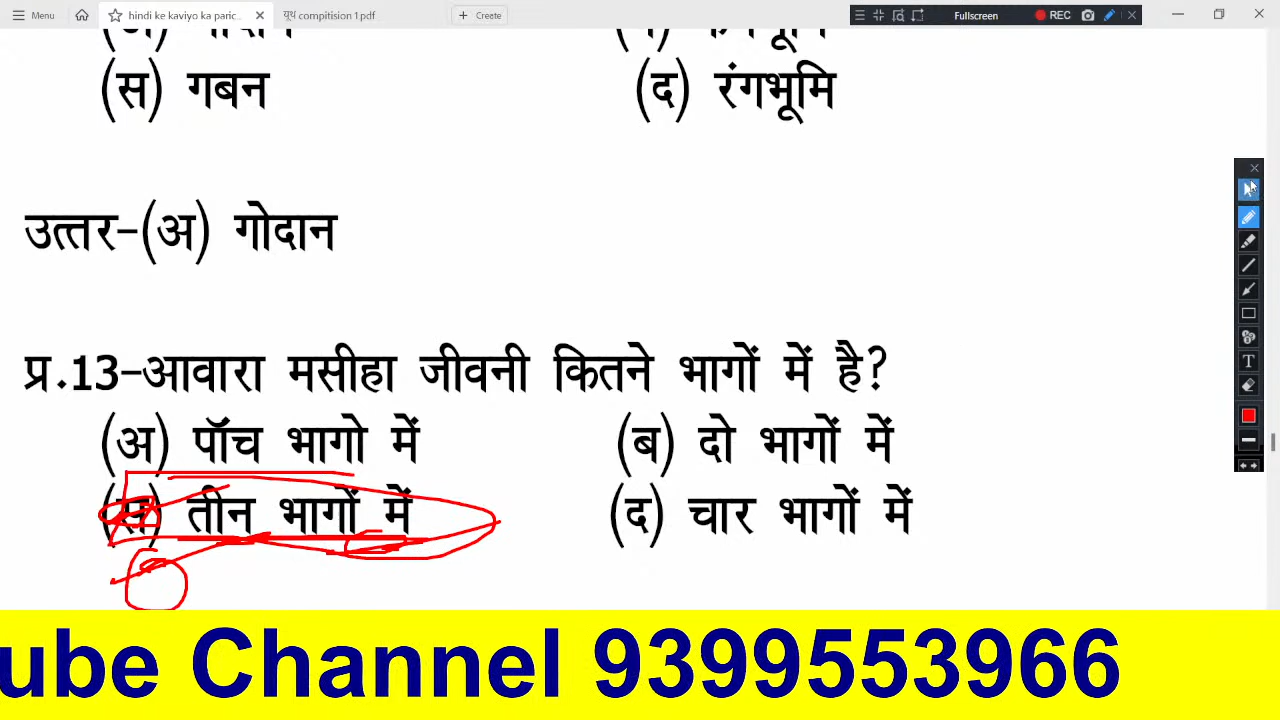 Menu
hindi ke kaviyo ka paric...
यूथ compitision 1.pdf
Create
Fullscreen
REC
(स) गबन
(द) रंगभूमि
उत्तर-(अ) गोदान
प्र.13-आवारा मसीहा जीवनी कितने भागों में है?
(अ) पॉच भागो में
(ब) दो भागों में
(स) तीन भागों में
(द) चार भागों में
ube Channel 9399553966